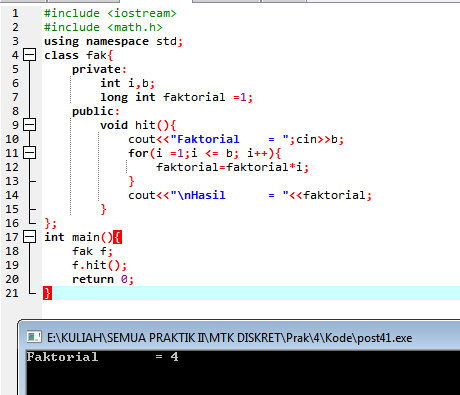 1 #include <iostream>
2 #include <math.h>
3 using namespace std;
4 class fak{
5 private:
6 int i,b;
7 long int faktorial =1;
8 public:
9 void hit(){
10 cout<<"Faktorial    = ";cin>>b;
11 for(i =1;i <= b; i++){
12 faktorial=faktorial*i;
13 }
14 cout<<"\nHasil      = "<<faktorial;
15 }
16 };
17 int main(){
18 fak f;
19 f.hit();
20 return 0;
21 }
E:\KULIAH\SEMUA PRAKTIK II\MTK DISKRET\Prak\4\Kode\post41.exe
Faktorial       = 4